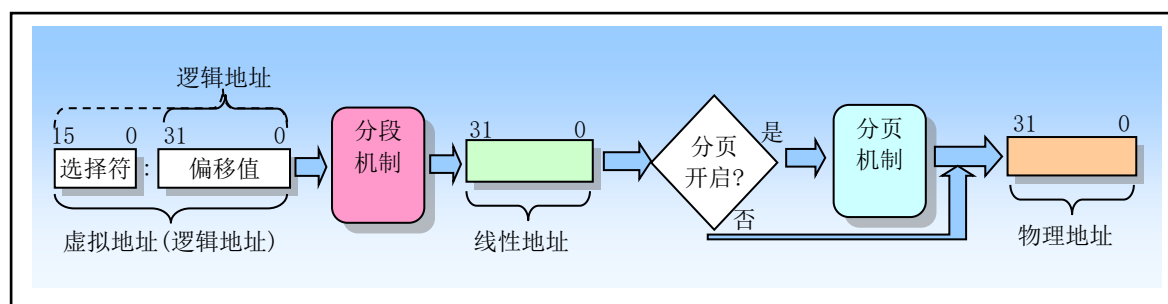 逻辑地址
15 0 31 0
选择符 : 偏移值
虚拟地址(逻辑地址)
分段
机制
31 0
线性地址
分页
开启?
是
否
分页
机制
31 0
物理地址